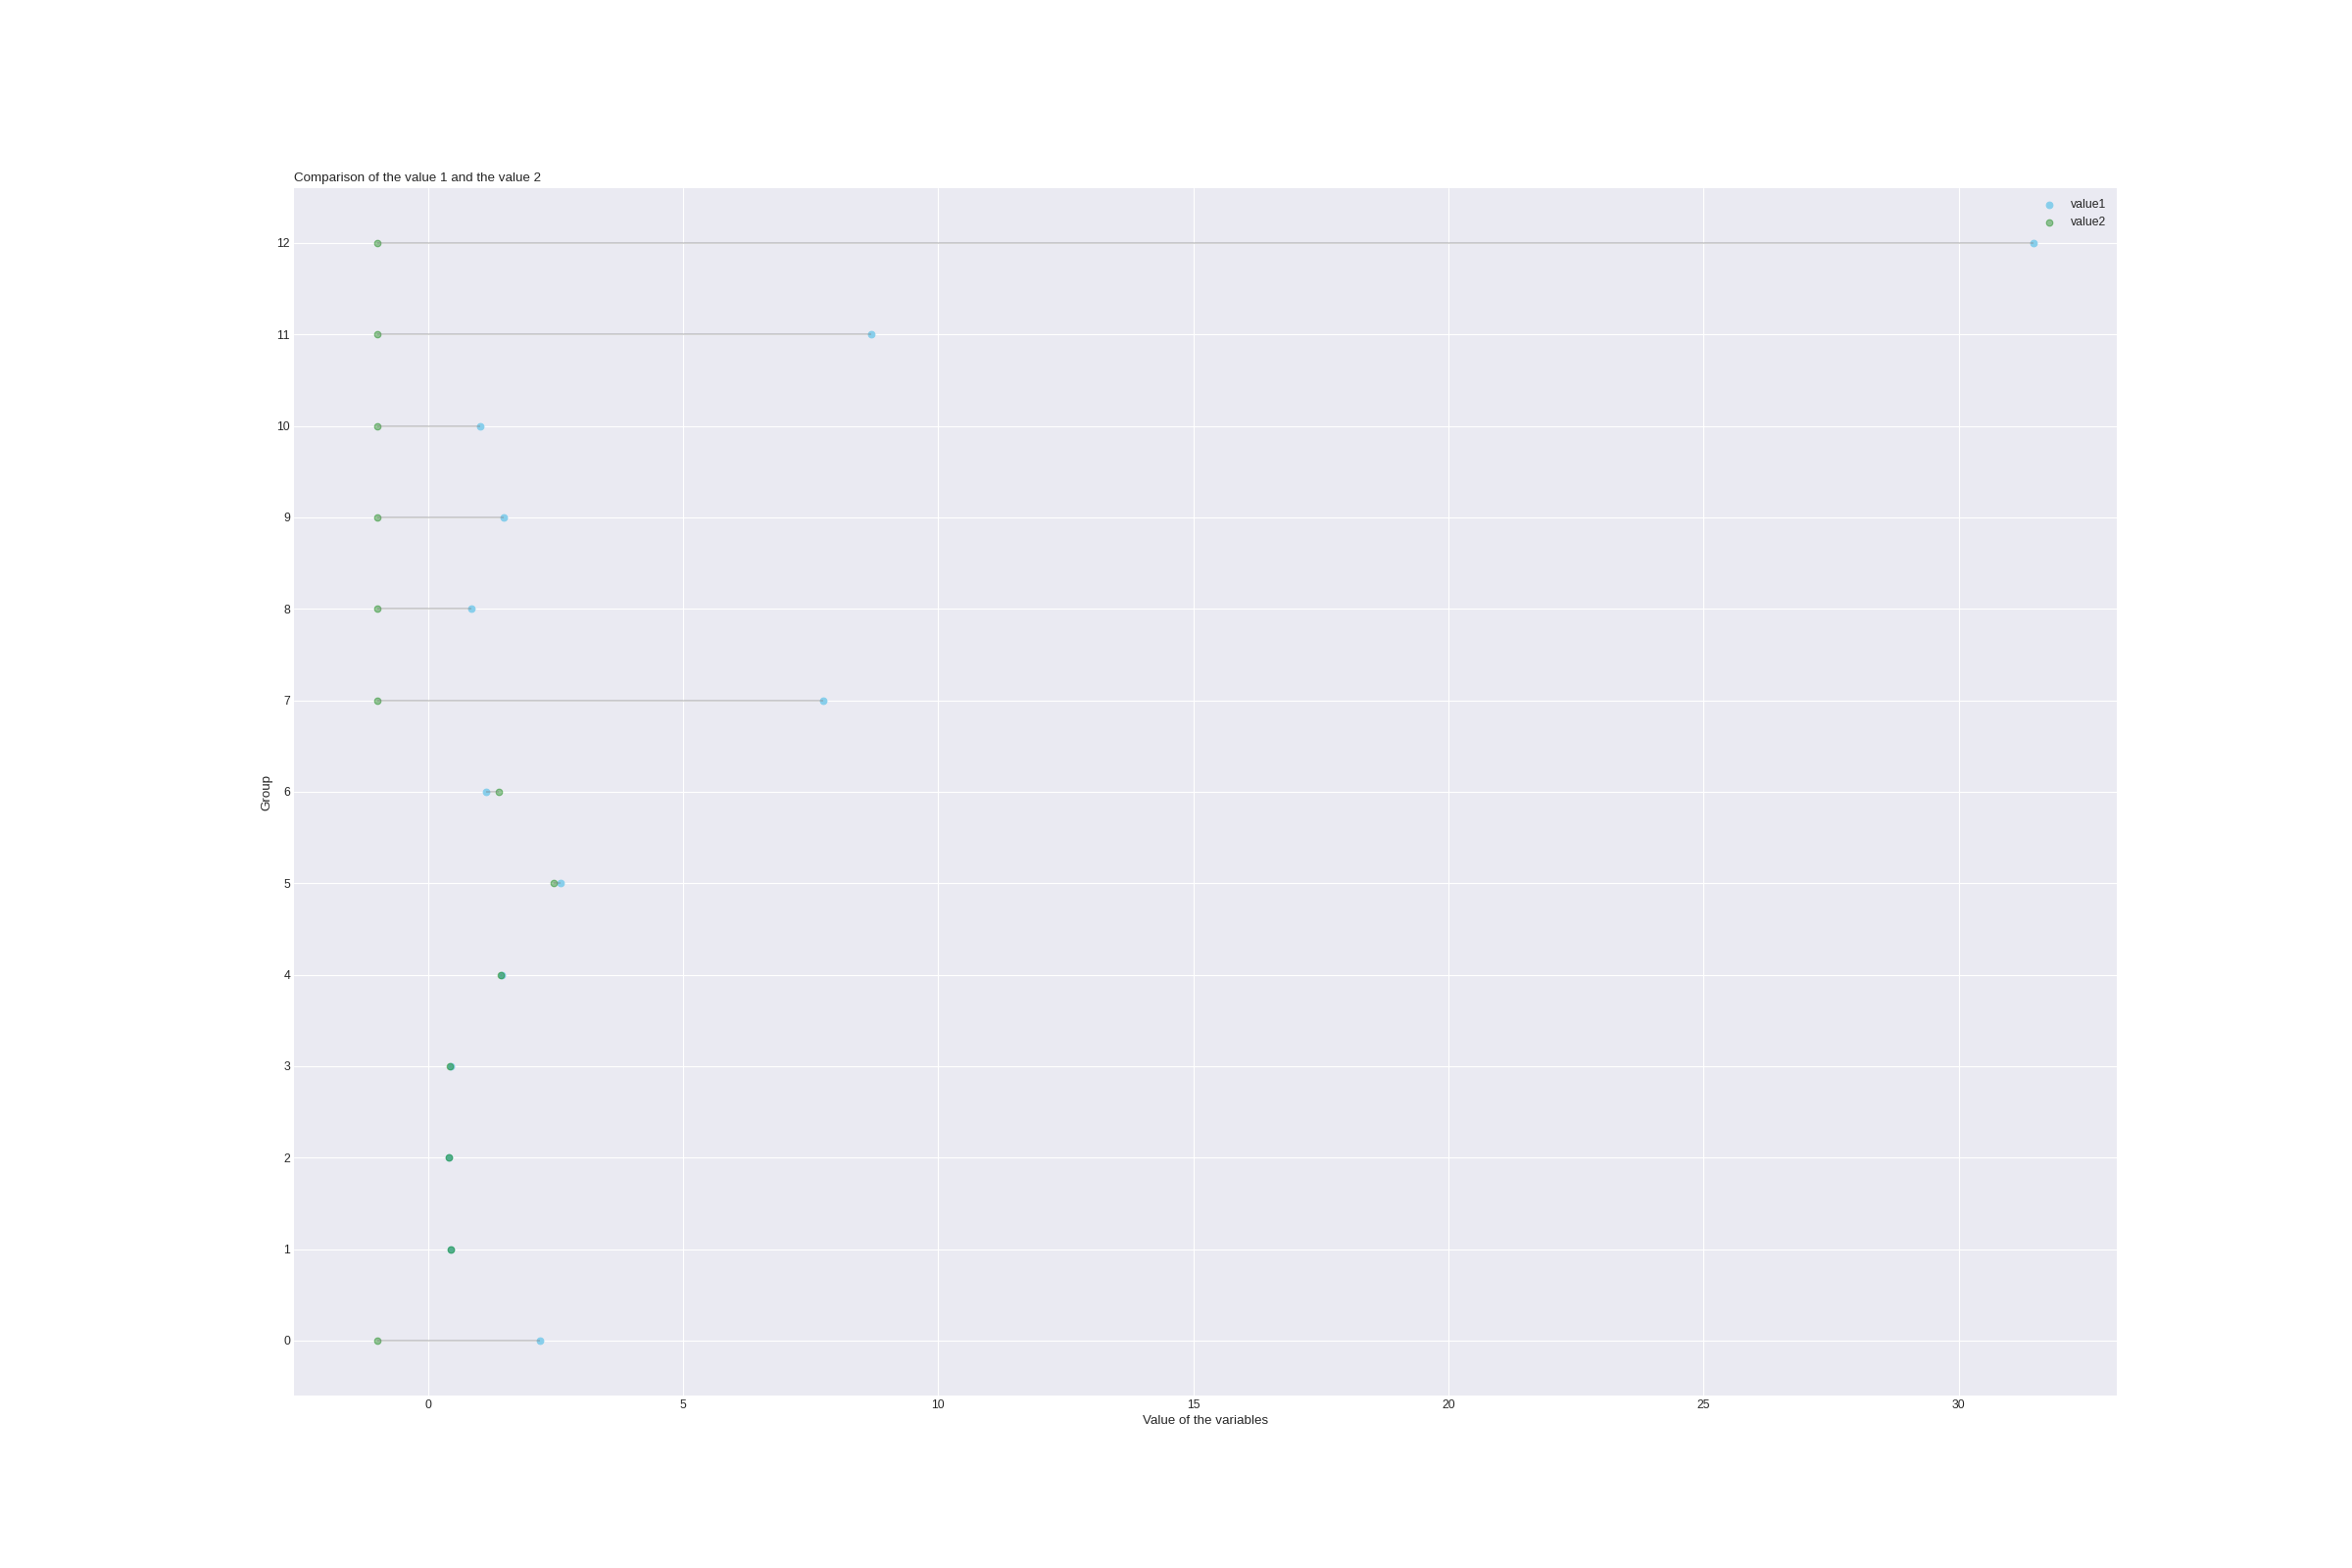 Comparison of the value 1 and the value 2
value1
value2
12
11
10
9
8
7
6
5
4
3
2
1
0
Group
0 5 10 15 20 25 30
Value of the variables